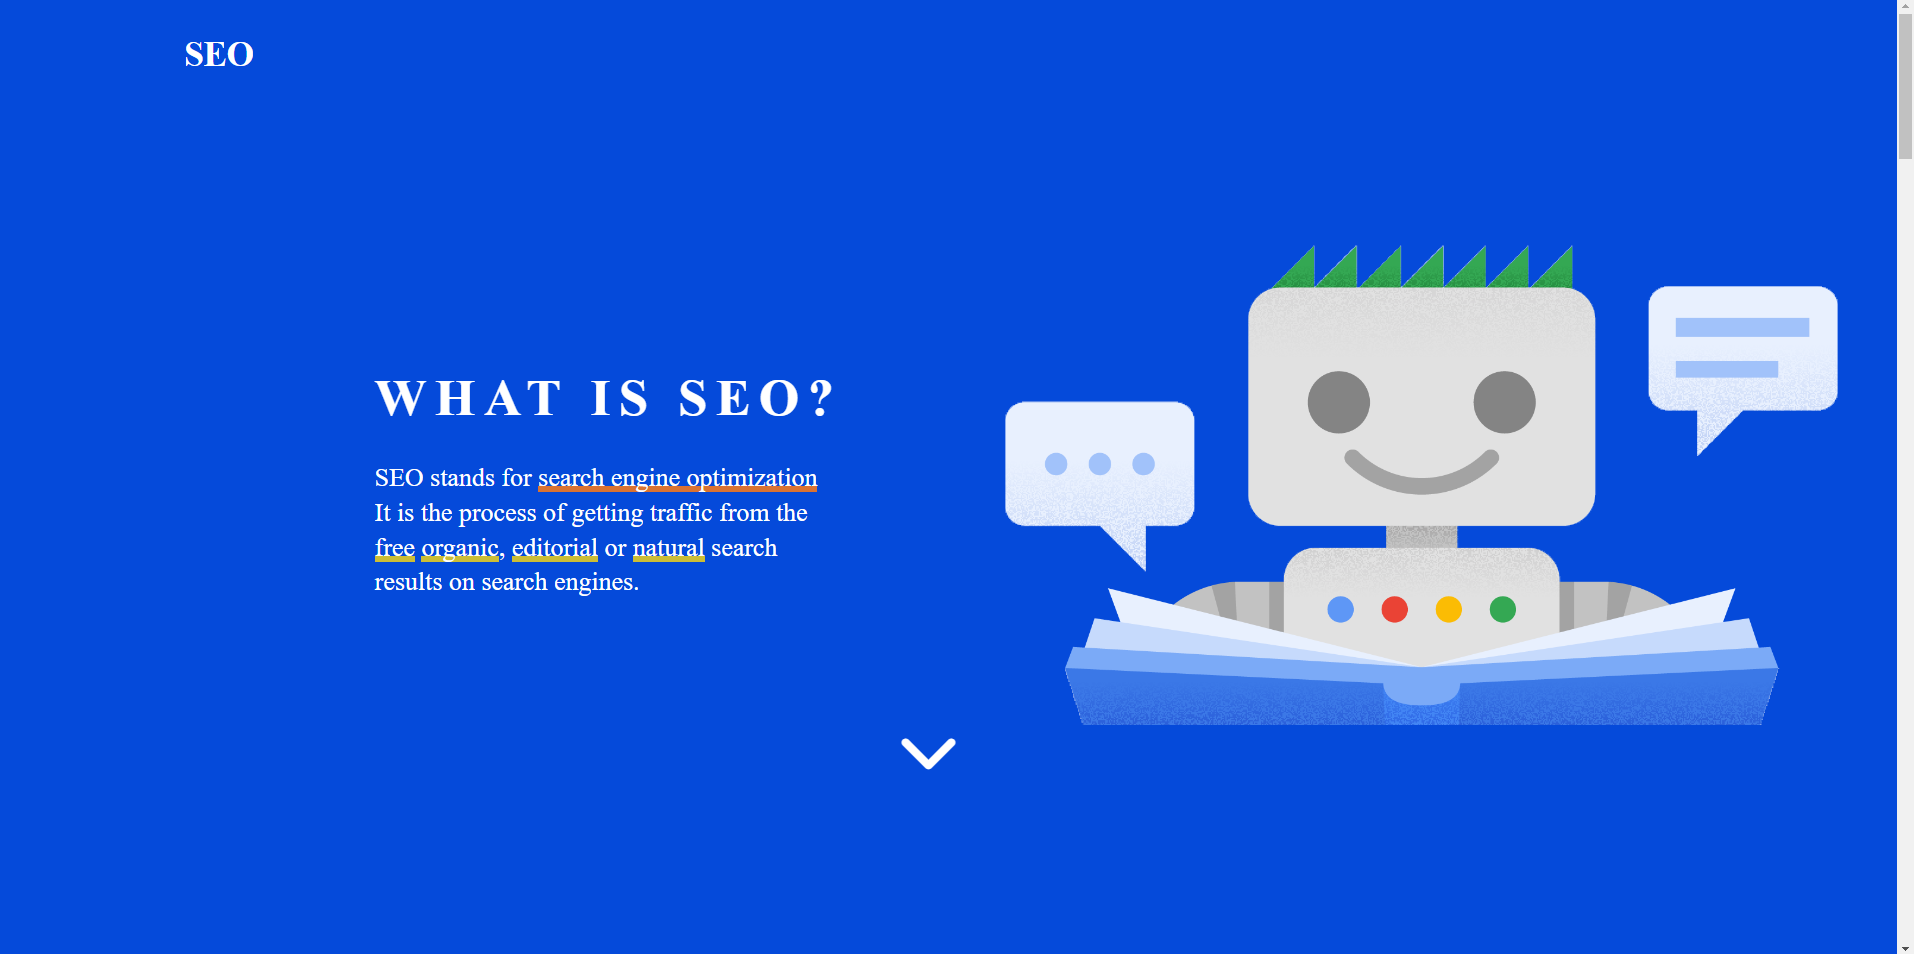 SEO
WHAT IS SEO?
SEO stands for search engine optimization
It is the process of getting traffic from the
free organic, editorial or natural search
results on search engines.